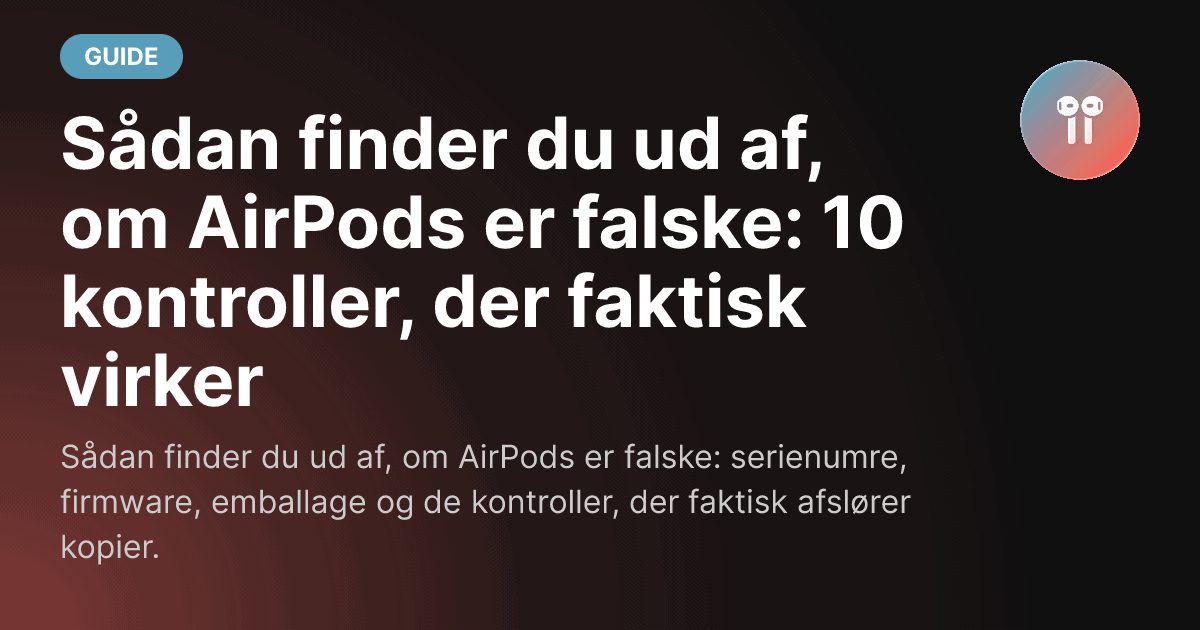 GUIDE
Sådan finder du ud af,
om AirPods er falske: 10
kontroller, der faktisk
virker
Sådan finder du ud af, om AirPods er falske: serienumre,
firmware, emballage og de kontroller, der faktisk afslører
kopier.